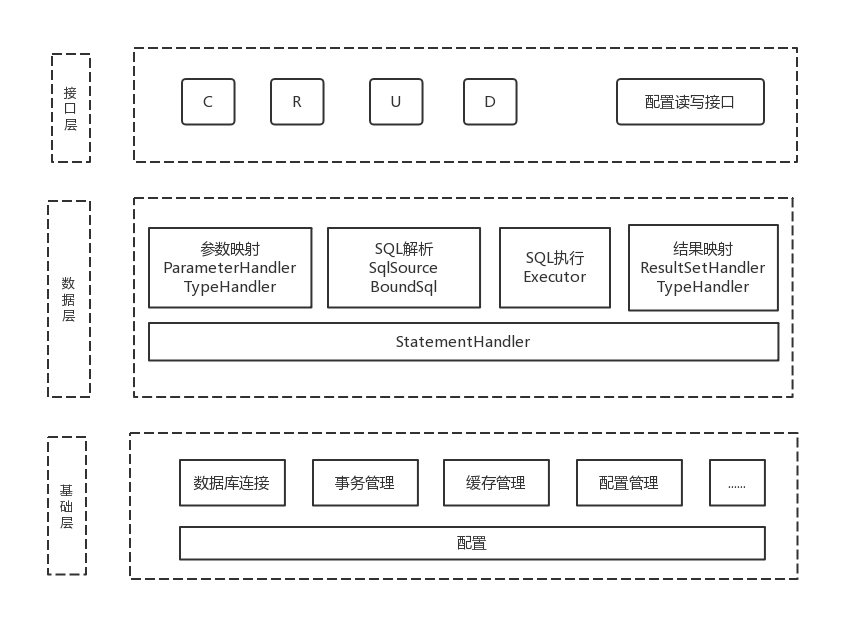 接
口
层
C
R
U
D
配置读写接口
数
据
层
参数映射
ParameterHandler
TypeHandler
SQL解析
SqlSource
BoundSql
SQL执行
Executor
结果映射
ResultSetHandler
TypeHandler
StatementHandler
基
础
层
数据库连接
事务管理
缓存管理
配置管理
......
配置